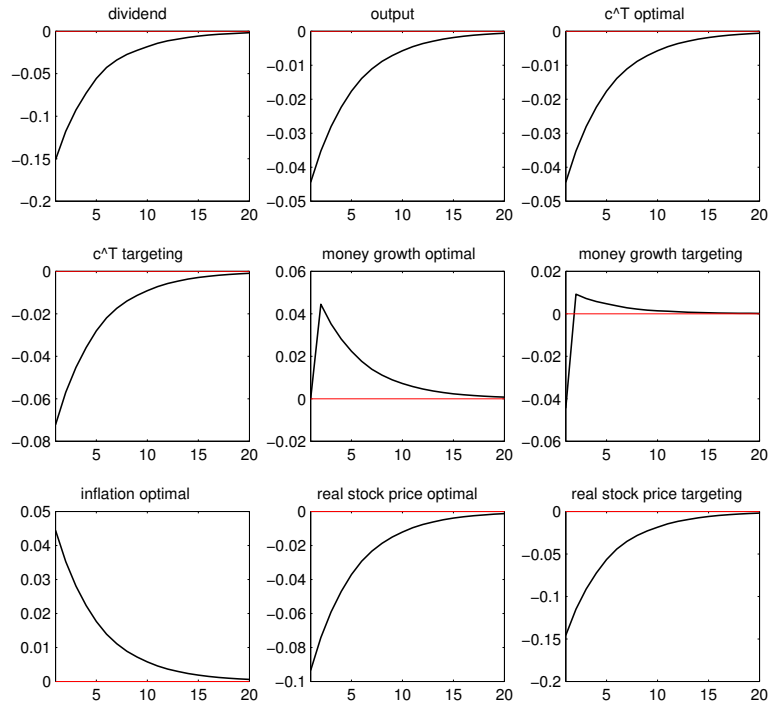 dividend
0
−0.05
−0.1
−0.15
−0.2
5 10 15 20
output
0
−0.01
−0.02
−0.03
−0.04
−0.05
5 10 15 20
c^T optimal
0
−0.01
−0.02
−0.03
−0.04
−0.05
5 10 15 20
c^T targeting
0
−0.02
−0.04
−0.06
−0.08
5 10 15 20
money growth optimal
0.06
0.04
0.02
0
−0.02
5 10 15 20
money growth targeting
0.02
0
−0.02
−0.04
−0.06
5 10 15 20
inflation optimal
0.05
0.04
0.03
0.02
0.01
0
5 10 15 20
real stock price optimal
0
−0.02
−0.04
−0.06
−0.08
−0.1
5 10 15 20
real stock price targeting
0
−0.05
−0.1
−0.15
−0.2
5 10 15 20